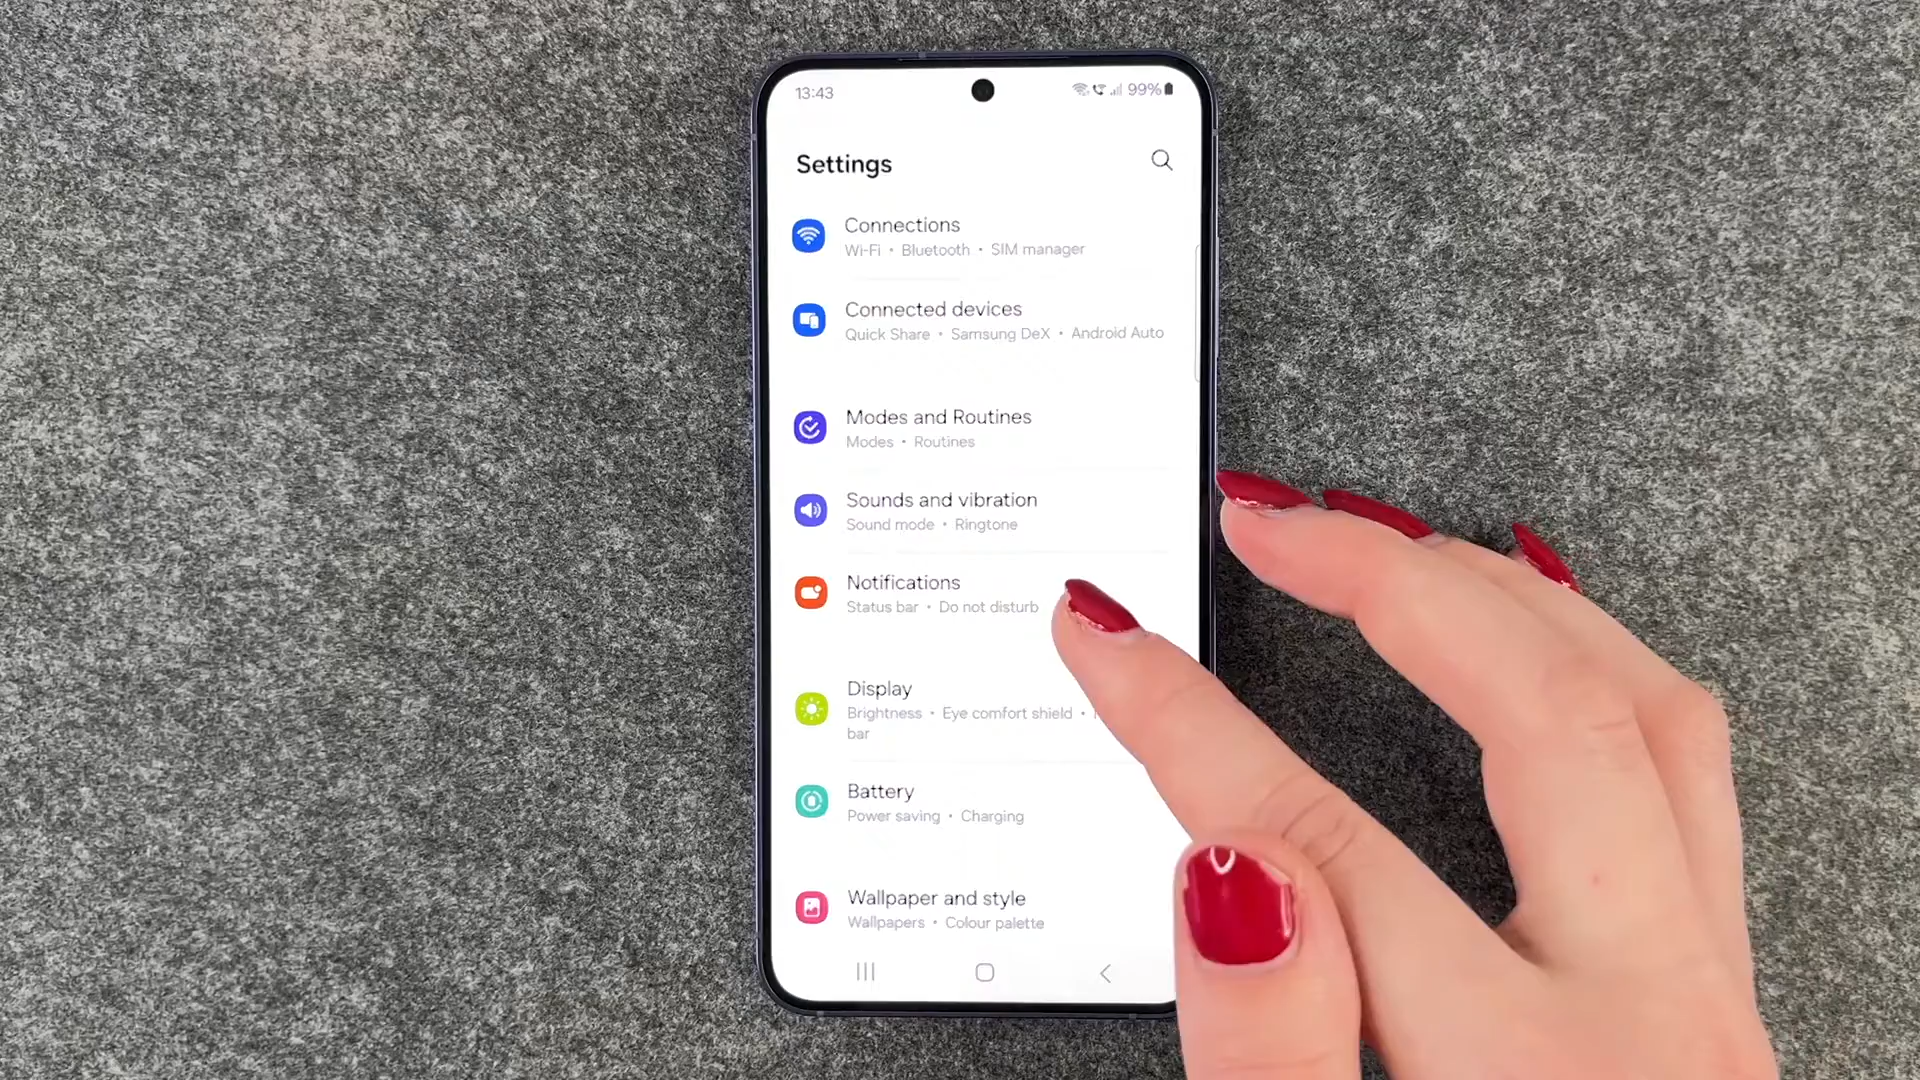 13:43
99%
Settings
Connections
Wi-Fi • Bluetooth • SIM manager
Connected devices
Quick Share • Samsung DeX • Android Auto
Modes and Routines
Modes • Routines
Sounds and vibration
Sound mode • Ringtone
Notifications
Status bar • Do not disturb
Display
Brightness • Eye comfort shield •
bar
Battery
Power saving • Charging
Wallpaper and style
Wallpapers • Colour palette